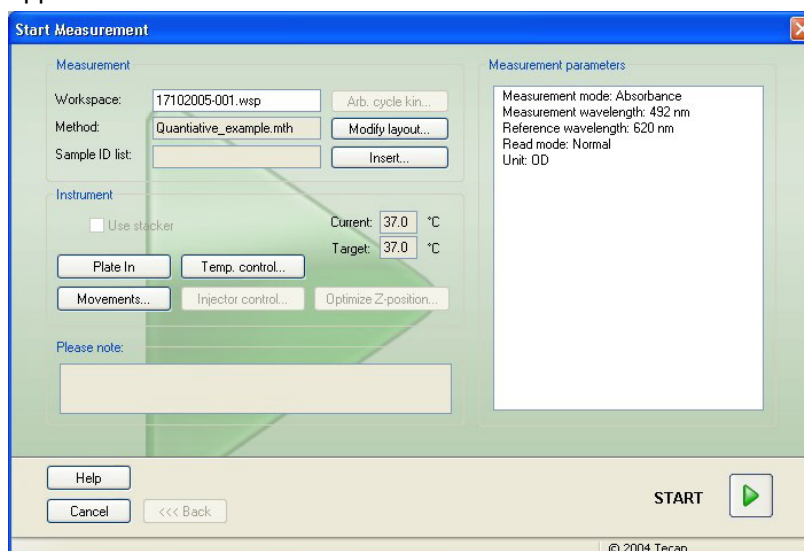 Start Measurement
Measurement
Workspace: 17102005-001.wsp Arb. cycle kin...
Method: Quantiative_example.mth Modify layout...
Sample ID list: Insert...
Instrument
Use stacker
Current: 37.0 °C
Target: 37.0 °C
Plate In Temp. control...
Movements... Injector control... Optimize Z-position...
Please note:
Measurement parameters
Measurement mode: Absorbance
Measurement wavelength: 492 nm
Reference wavelength: 620 nm
Read mode: Normal
Unit: OD
Help
Cancel <<< Back
START
© 2004 Tecan